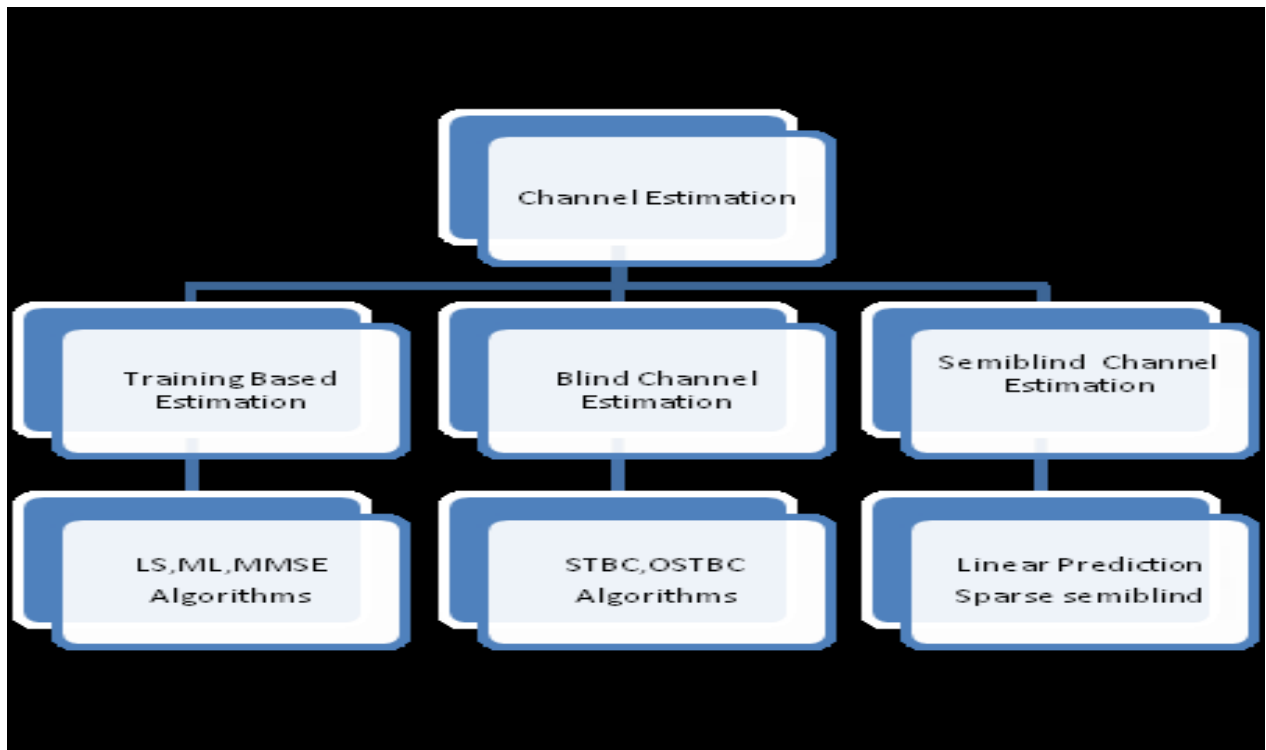 Channel Estimation
Training Based
Estimation
Blind Channel
Estimation
Semiblind Channel
Estimation
LS,ML,MMSE
Algorithms
STBC,OSTBC
Algorithms
Linear Prediction
Sparse semiblind